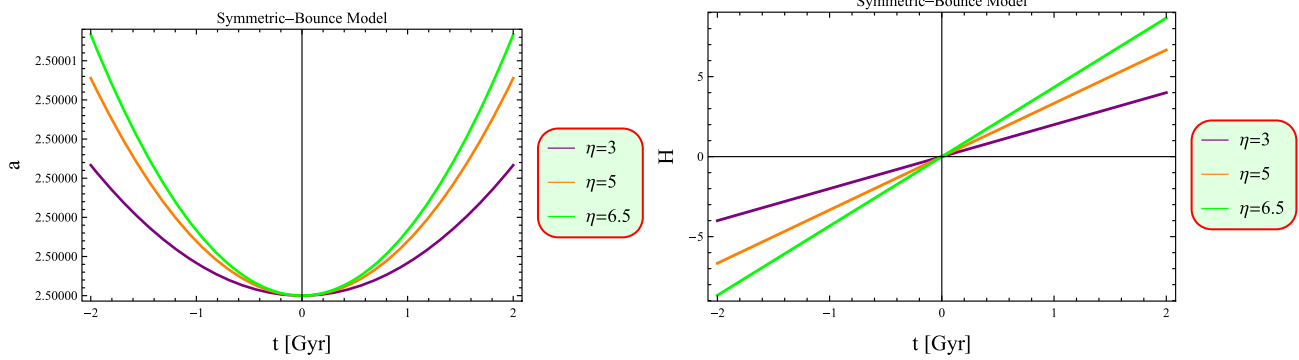 Symmetric−Bounce Model
2.50001
2.50000
2.50000
2.50000
2.50000
2.50000
2.50000
a
−2
−1
0
1
2
t [Gyr]
η=3
η=5
η=6.5
Symmetric−Bounce Model
5
0
−5
H
−2
−1
0
1
2
t [Gyr]
η=3
η=5
η=6.5